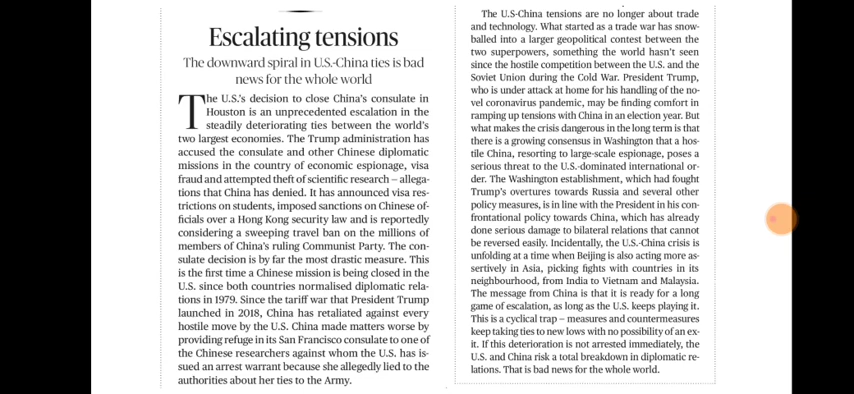 Escalating tensions
The downward spiral in U.S.-China ties is bad
news for the whole world
The U.S.'s decision to close China's consulate in
Houston is an unprecedented escalation in the
steadily deteriorating ties between the world's
two largest economies. The Trump administration has
accused the consulate and other Chinese diplomatic
missions in the country of economic espionage, visa
fraud and attempted theft of scientific research – allega-
tions that China has denied. It has announced visa res-
trictions on students, imposed sanctions on Chinese of-
ficials over a Hong Kong security law and is reportedly
considering a sweeping travel ban on the millions of
members of China's ruling Communist Party. The con-
sulate decision is by far the most drastic measure. This
is the first time a Chinese mission is being closed in the
U.S. since both countries normalised diplomatic rela-
tions in 1979. Since the tariff war that President Trump
launched in 2018, China has retaliated against every
hostile move by the U.S. China made matters worse by
providing refuge in its San Francisco consulate to one of
the Chinese researchers against whom the U.S. has is-
sued an arrest warrant because she allegedly lied to the
authorities about her ties to the Army.
The U.S-China tensions are no longer about trade
and technology. What started as a trade war has snow-
balled into a larger geopolitical contest between the
two superpowers, something the world hasn't seen
since the hostile competition between the U.S. and the
Soviet Union during the Cold War. President Trump,
who is under attack at home for his handling of the no-
vel coronavirus pandemic, may be finding comfort in
ramping up tensions with China in an election year. But
what makes the crisis dangerous in the long term is that
there is a growing consensus in Washington that a hos-
tile China, resorting to large-scale espionage, poses a
serious threat to the U.S.-dominated international or-
der. The Washington establishment, which had fought
Trump's overtures towards Russia and several other
policy measures, is in line with the President in his con-
frontational policy towards China, which has already
done serious damage to bilateral relations that cannot
be reversed easily. Incidentally, the U.S.-China crisis is
unfolding at a time when Beijing is also acting more as-
sertively in Asia, picking fights with countries in its
neighbourhood, from India to Vietnam and Malaysia.
The message from China is that it is ready for a long
game of escalation, as long as the U.S. keeps playing it.
This is a cyclical trap – measures and countermeasures
keep taking ties to new lows with no possibility of an ex-
it. If this deterioration is not arrested immediately, the
U.S. and China risk a total breakdown in diplomatic re-
lations. That is bad news for the whole world.